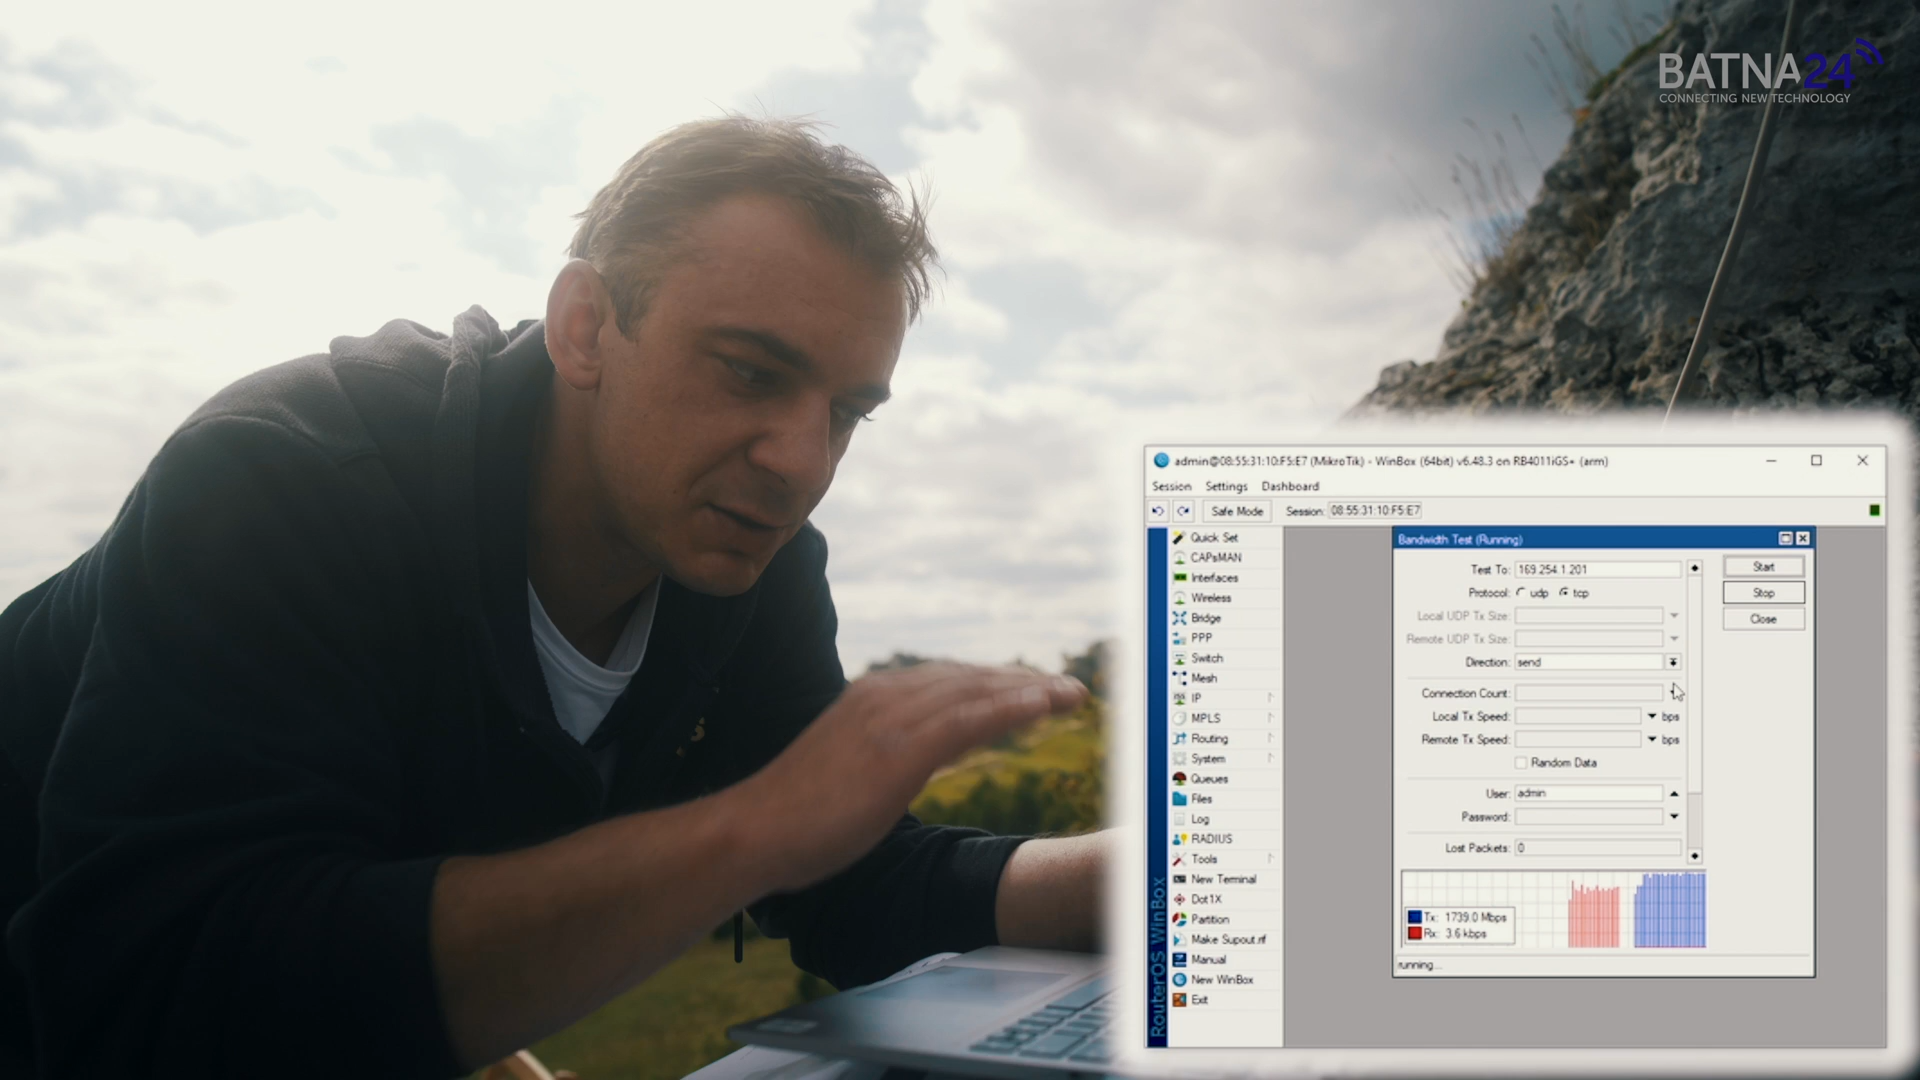 BATNA24
CONNECTING NEW TECHNOLOGY
admin@08:55:31:10:F5:E7 (MikroTik) - WinBox (64bit) v6.48.3 on RB4011iGS+ (arm)
Session Settings Dashboard
Safe Mode Session: 08:55:31:10:F5:E7
Quick Set
CAPsMAN
Interfaces
Wireless
Bridge
PPP
Switch
Mesh
IP
MPLS
Routing
System
Queues
Files
Log
RADIUS
Tools
New Terminal
Dot1X
Partition
Make Supout.rif
Manual
New WinBox
Exit
RouterOS WinBox
Bandwidth Test (Running)
Test To: 169.254.1.201
Protocol: udp tcp
Local UDP Tx Size:
Remote UDP Tx Size:
Direction: send
Connection Count:
Local Tx Speed: bps
Remote Tx Speed: bps
Random Data
User: admin
Password:
Lost Packets: 0
Tx: 1739.0 Mbps
Rx: 3.6 kbps
running...
Start
Stop
Close